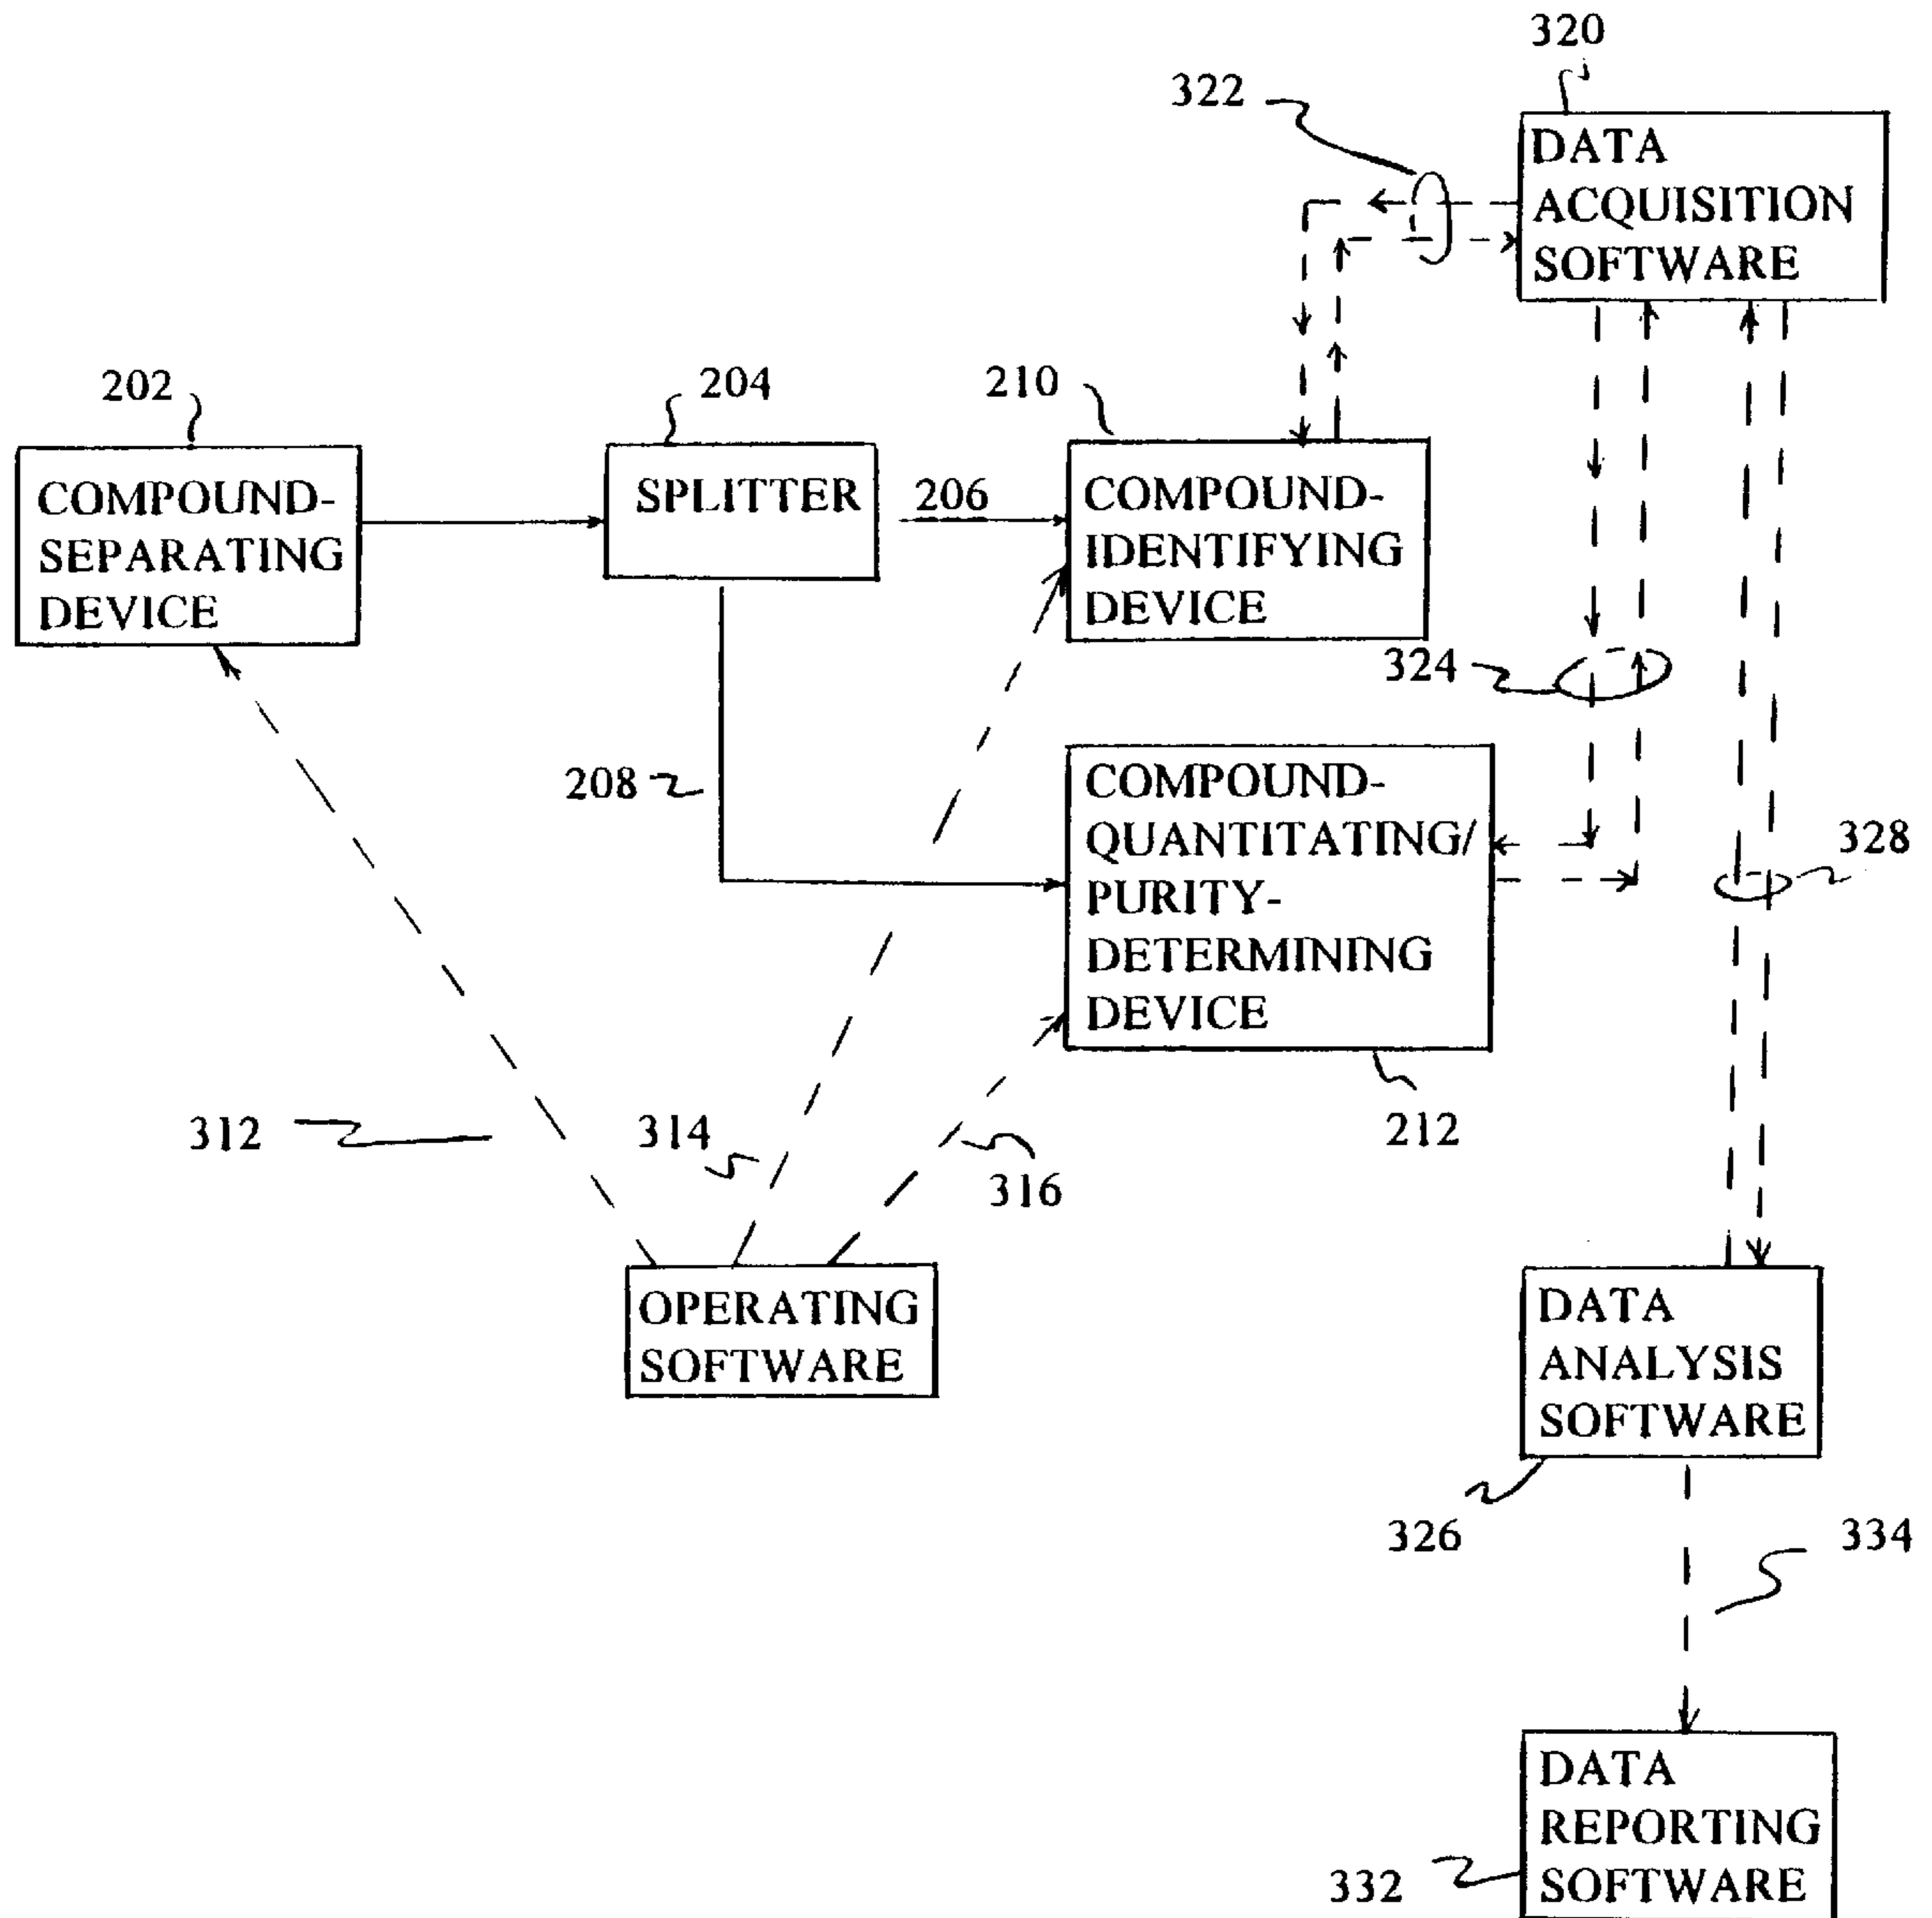 320
322
DATA
ACQUISITION
SOFTWARE
202
204
210
COMPOUND-
SEPARATING
DEVICE
SPLITTER
206
COMPOUND-
IDENTIFYING
DEVICE
324
208
COMPOUND-
QUANTITATING/
PURITY-
DETERMINING
DEVICE
328
312
314
316
212
OPERATING
SOFTWARE
DATA
ANALYSIS
SOFTWARE
326
334
DATA
REPORTING
SOFTWARE
332